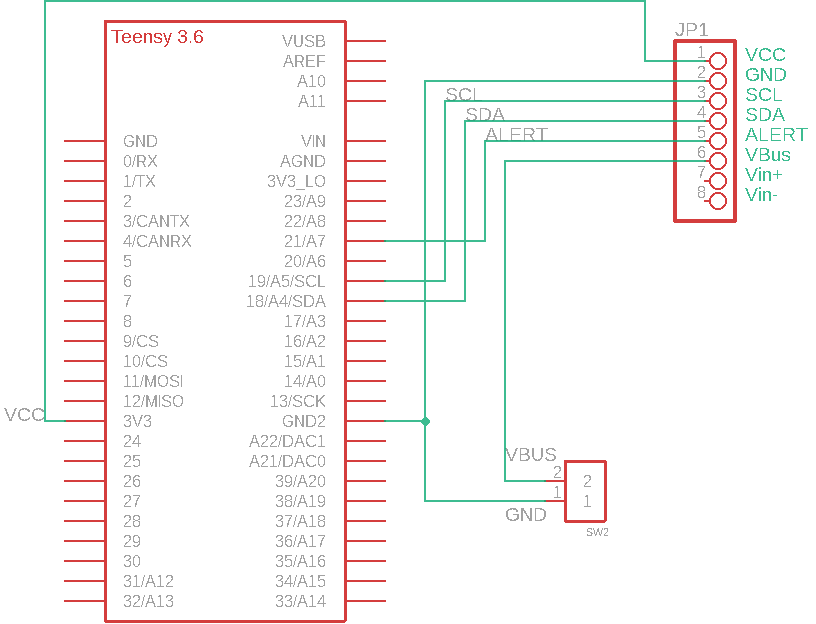 Teensy 3.6
VUSB
AREF
A10
A11
GND VIN
0/RX AGND
1/TX 3V3_LO
2 23/A9
3/CANTX 22/A8
4/CANRX 21/A7
5 20/A6
6 19/A5/SCL
7 18/A4/SDA
8 17/A3
9/CS 16/A2
10/CS 15/A1
11/MOSI 14/A0
12/MISO 13/SCK
VCC 3V3 GND2
24 A22/DAC1
25 A21/DAC0
26 39/A20
27 38/A19
28 37/A18
29 36/A17
30 35/A16
31/A12 34/A15
32/A13 33/A14
SCL
SDA
ALERT
JP1
1 VCC
2 GND
3 SCL
4 SDA
5 ALERT
6 VBus
7 Vin+
8 Vin-
VBUS
2 2
1 1
GND
SW2